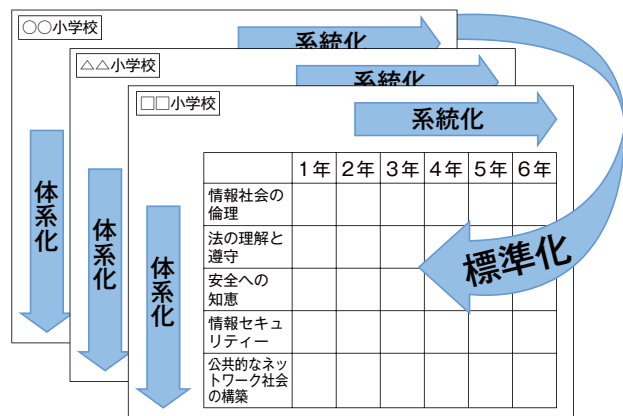 ○○小学校
系統化
△△小学校
系統化
□□小学校
系統化
体系化
体系化
体系化
1年 2年 3年 4年 5年 6年
情報社会の
倫理
法の理解と
遵守
安全への
知恵
情報セキュ
リティー
公共的なネッ
トワーク社会
の構築
標準化